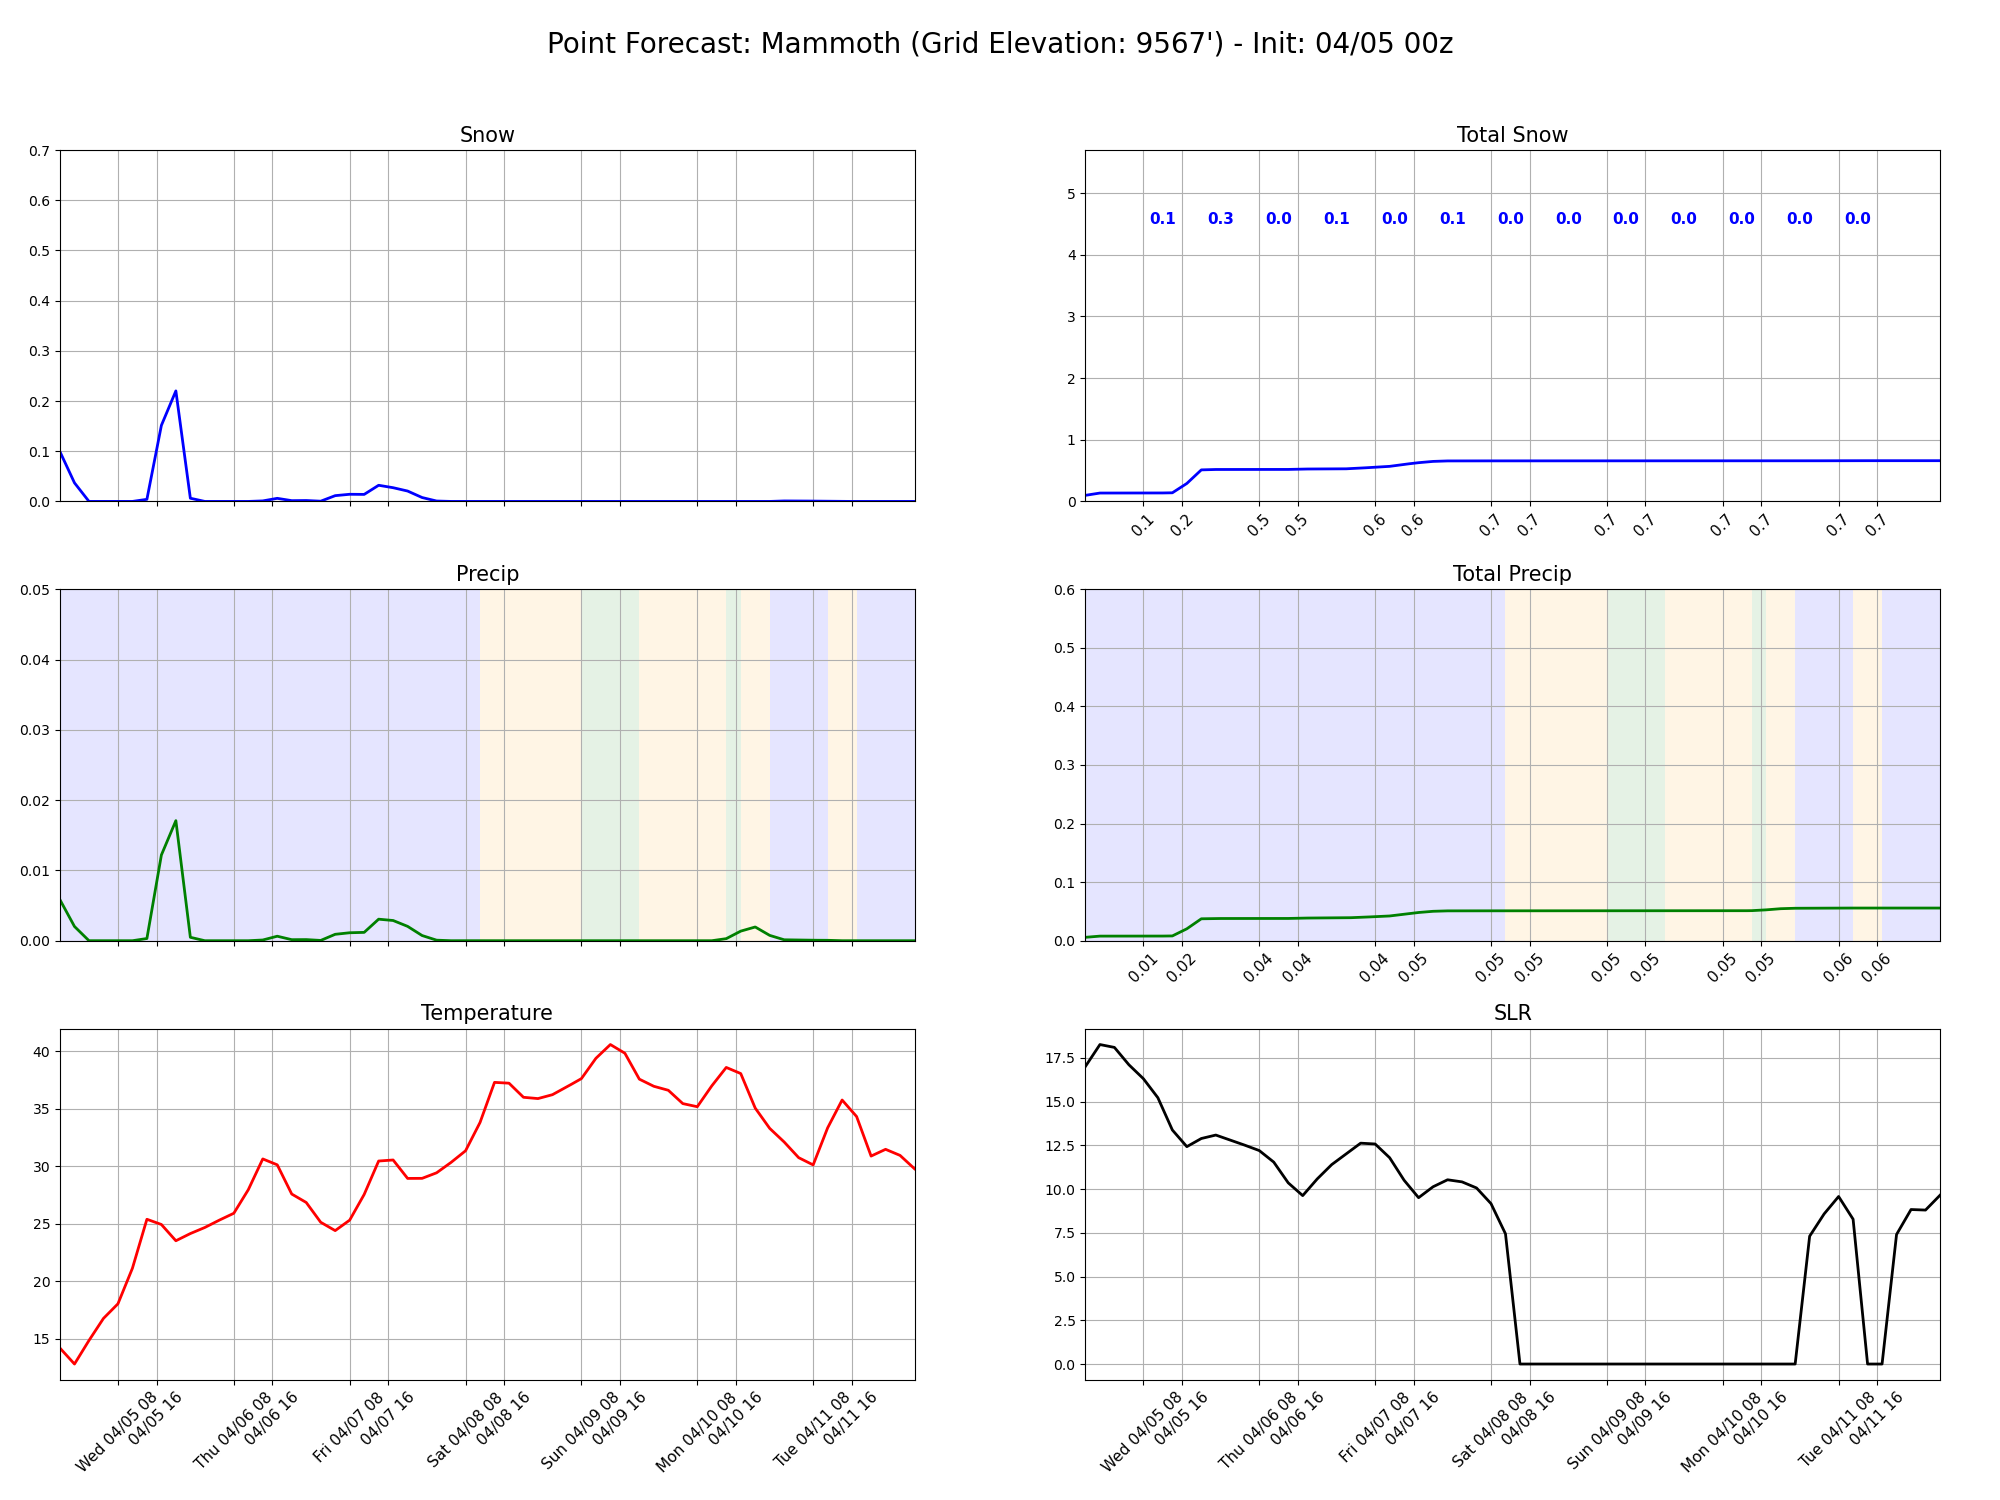 Point Forecast: Mammoth (Grid Elevation: 9567') - Init: 04/05 00z
Snow
0.7
0.6
0.5
0.4
0.3
0.2
0.1
0.0
Total Snow
5
4
3
2
1
0
0.1 0.3 0.0 0.1 0.0 0.1 0.0 0.0 0.0 0.0 0.0 0.0 0.0
0.1 0.2 0.5 0.5 0.6 0.6 0.7 0.7 0.7 0.7 0.7 0.7 0.7 0.7
Precip
0.05
0.04
0.03
0.02
0.01
0.00
Total Precip
0.6
0.5
0.4
0.3
0.2
0.1
0.0
0.01 0.02 0.04 0.04 0.04 0.05 0.05 0.05 0.05 0.05 0.05 0.05 0.06 0.06
Temperature
40
35
30
25
20
15
Wed 04/05 08
04/05 16
Thu 04/06 08
04/06 16
Fri 04/07 08
04/07 16
Sat 04/08 08
04/08 16
Sun 04/09 08
04/09 16
Mon 04/10 08
04/10 16
Tue 04/11 08
04/11 16
SLR
17.5
15.0
12.5
10.0
7.5
5.0
2.5
0.0
Wed 04/05 08
04/05 16
Thu 04/06 08
04/06 16
Fri 04/07 08
04/07 16
Sat 04/08 08
04/08 16
Sun 04/09 08
04/09 16
Mon 04/10 08
04/10 16
Tue 04/11 08
04/11 16